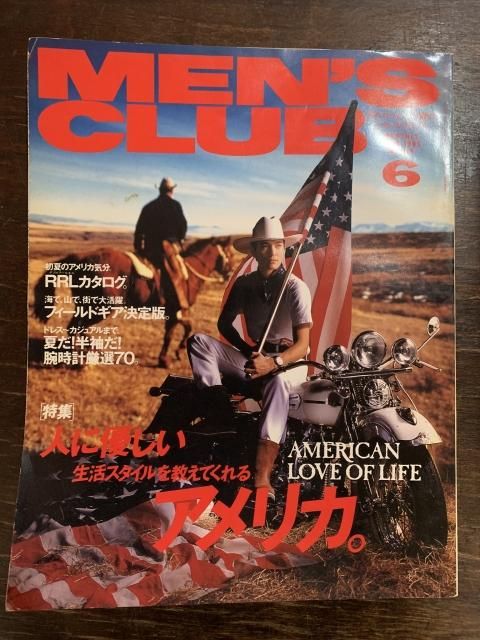 MEN'S
CLUB
6
初夏のアメリカ気分
RRLカタログ。
海で、山で、街で大活躍。
フィールドギア決定版。
ドレス〜カジュアルまで
夏だ!半袖だ!
腕時計厳選70。
[特集]
人に優しい
生活スタイルを教えてくれる
アメリカ。
AMERICAN
LOVE OF LIFE